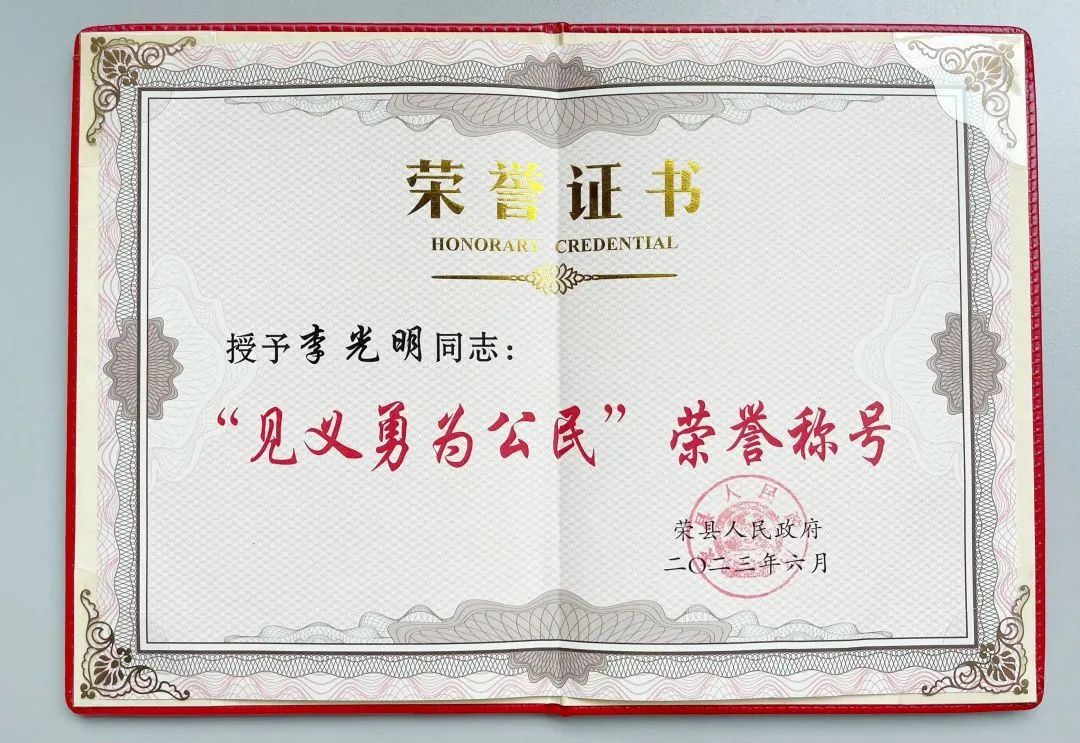 荣誉证书
HONORARY CREDENTIAL
授予李光明同志：
“见义勇为公民”荣誉称号
荣县人民政府
二〇二三年六月